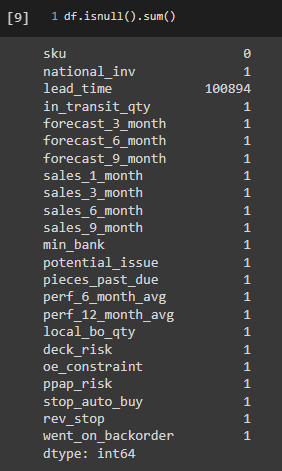 [9] 1 df.isnull().sum()
sku 0
national_inv 1
lead_time 100894
in_transit_qty 1
forecast_3_month 1
forecast_6_month 1
forecast_9_month 1
sales_1_month 1
sales_3_month 1
sales_6_month 1
sales_9_month 1
min_bank 1
potential_issue 1
pieces_past_due 1
perf_6_month_avg 1
perf_12_month_avg 1
local_bo_qty 1
deck_risk 1
oe_constraint 1
ppap_risk 1
stop_auto_buy 1
rev_stop 1
went_on_backorder 1
dtype: int64